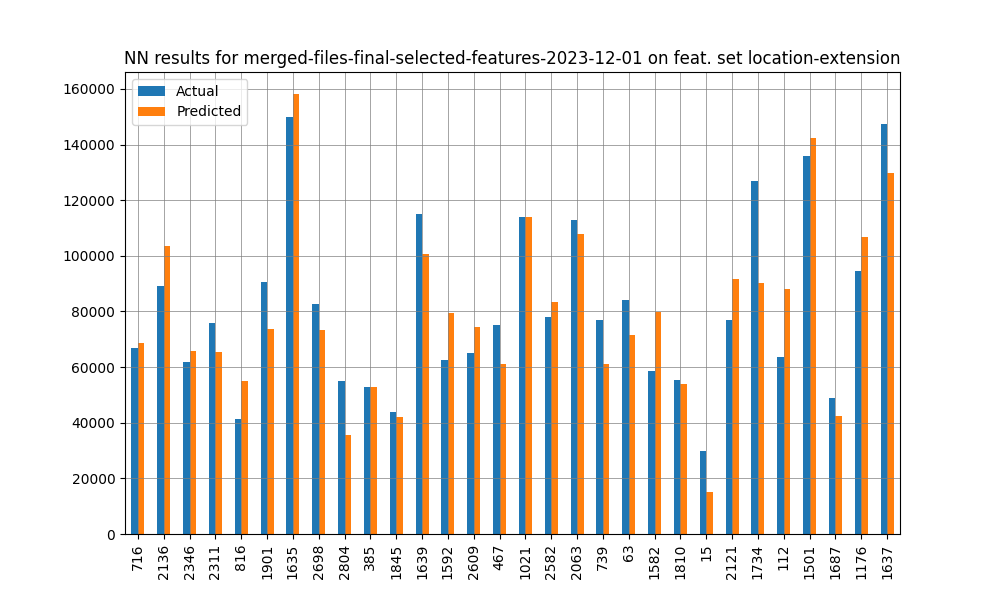 NN results for merged-files-final-selected-features-2023-12-01 on feat. set location-extension
Actual
Predicted
160000
140000
120000
100000
80000
60000
40000
20000
0
716 2136 2346 2311 816 1901 1635 2698 2804 385 1845 1639 1592 2609 467 1021 2582 2063 739 63 1582 1810 15 2121 1734 112 1501 1687 1176 1637